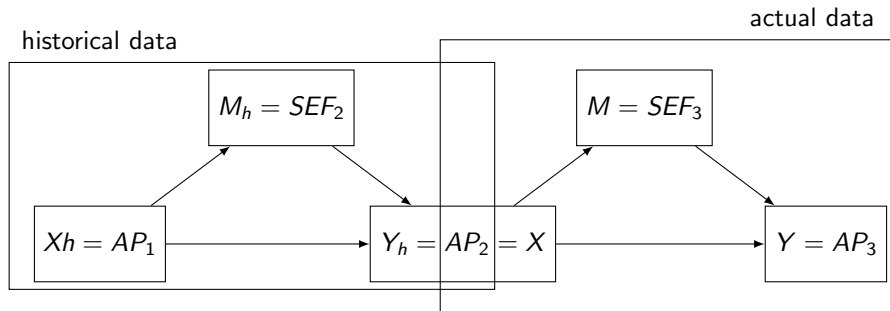 actual data
historical data
M_h = SEF_2
M = SEF_3
Xh = AP_1
Y_h = AP_2 = X
Y = AP_3